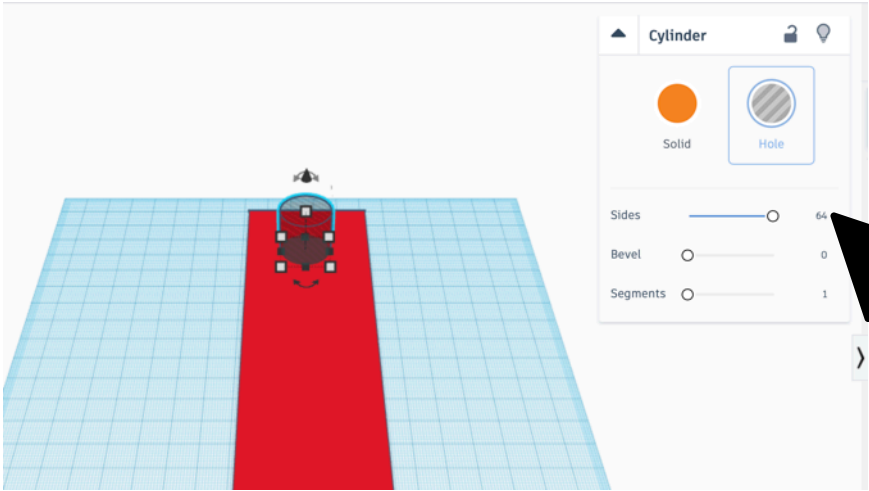 Cylinder
Solid
Hole
Sides 64
Bevel 0
Segments 1